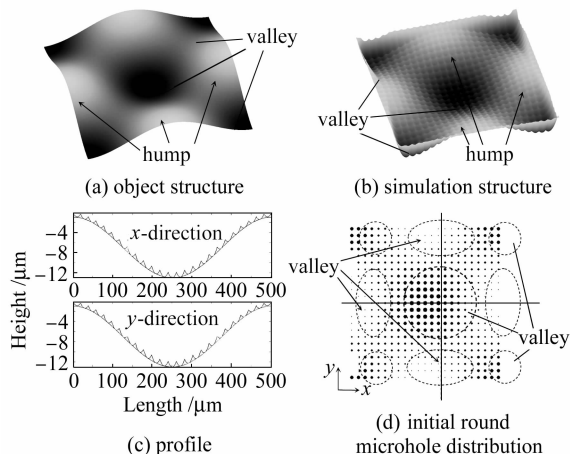 valley
hump
(a) object structure
valley
hump
(b) simulation structure
-4
-8
-12
x-direction
0 100 200 300 400 500
-4
-8
-12
y-direction
0 100 200 300 400 500
Height /μm
Length /μm
(c) profile
valley
valley
y
x
(d) initial round
microhole distribution